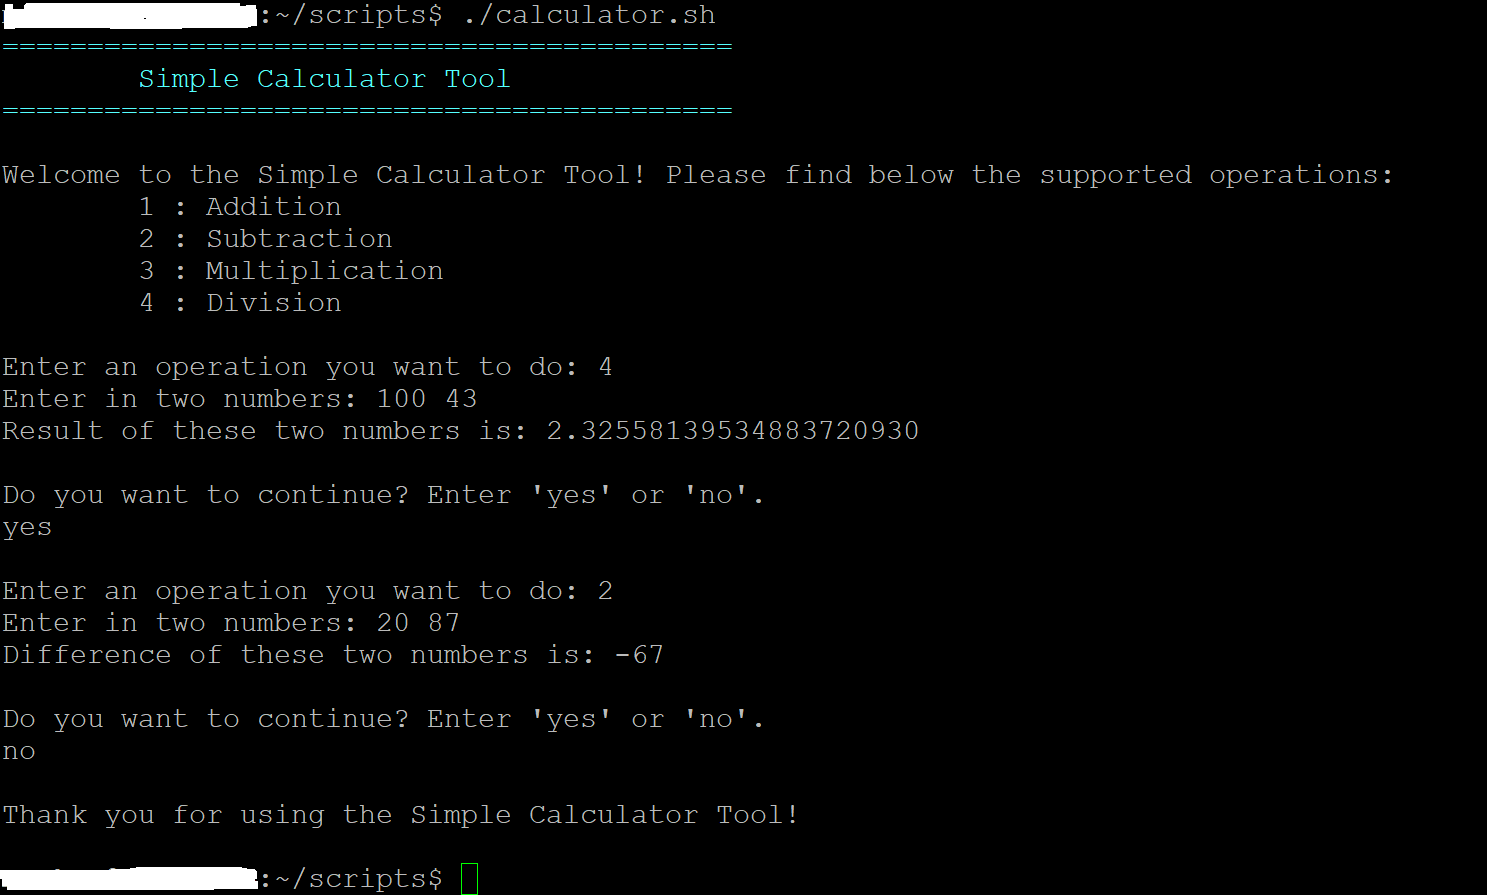 :~/scripts$ ./calculator.sh
===========================================
Simple Calculator Tool
===========================================
Welcome to the Simple Calculator Tool! Please find below the supported operations:
1 : Addition
2 : Subtraction
3 : Multiplication
4 : Division
Enter an operation you want to do: 4
Enter in two numbers: 100 43
Result of these two numbers is: 2.32558139534883720930
Do you want to continue? Enter 'yes' or 'no'.
yes
Enter an operation you want to do: 2
Enter in two numbers: 20 87
Difference of these two numbers is: -67
Do you want to continue? Enter 'yes' or 'no'.
no
Thank you for using the Simple Calculator Tool!
:~/scripts$